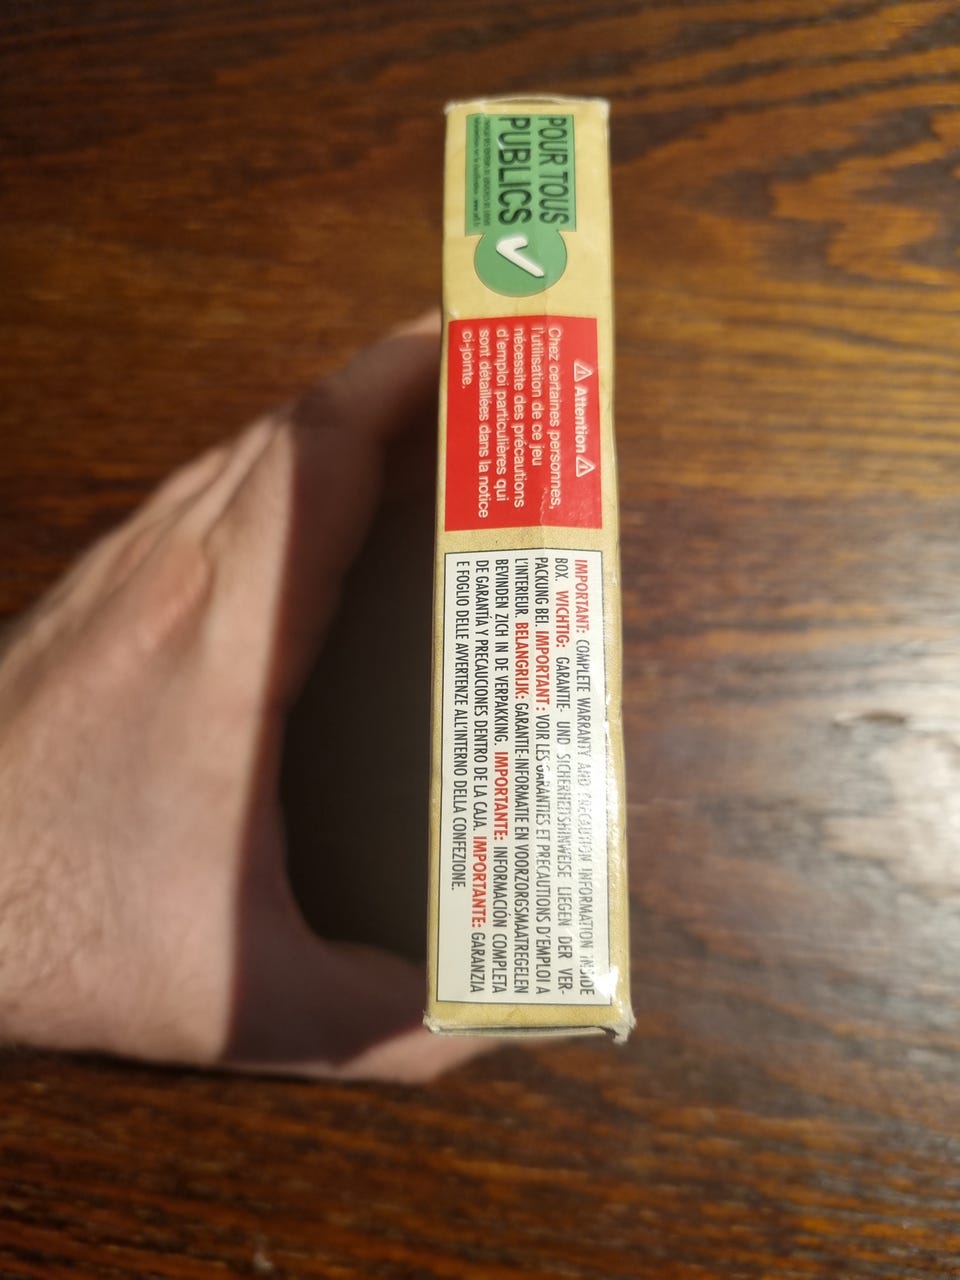 POUR TOUS
PUBLICS
⚠ Attention ⚠
Chez certaines personnes,
l'utilisation de ce jeu
nécessite des précautions
d'emploi particulières qui
sont détaillées dans la notice
ci-jointe.
IMPORTANT: COMPLETE WARRANTY AND PRECAUTION INFORMATION INSIDE
BOX. WICHTIG: GARANTIE- UND SICHERHEITSHINWEISE LIEGEN DER VER-
PACKUNG BEI. IMPORTANT : VOIR LES GARANTIES ET PRECAUTIONS D'EMPLOI A
L'INTERIEUR. BELANGRIJK: GARANTIE-INFORMATIE EN VOORZORGSMAATREGELEN
BEVINDEN ZICH IN DE VERPAKKING. IMPORTANTE: INFORMACIÓN COMPLETA
DE GARANTÍA Y PRECAUCIONES DENTRO DE LA CAJA. IMPORTANTE: GARANZIA
E FOGLIO DELLE AVVERTENZE ALL'INTERNO DELLA CONFEZIONE.